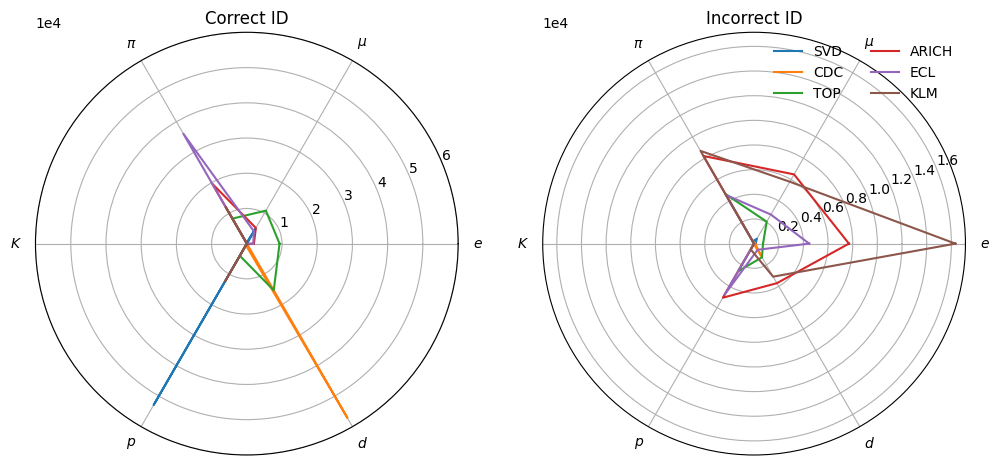 Correct ID
1e4
π
μ
K
e
p
d
1
2
3
4
5
6
Incorrect ID
1e4
π
μ
K
e
p
d
0.2
0.4
0.6
0.8
1.0
1.2
1.4
1.6
SVD
CDC
TOP
ARICH
ECL
KLM